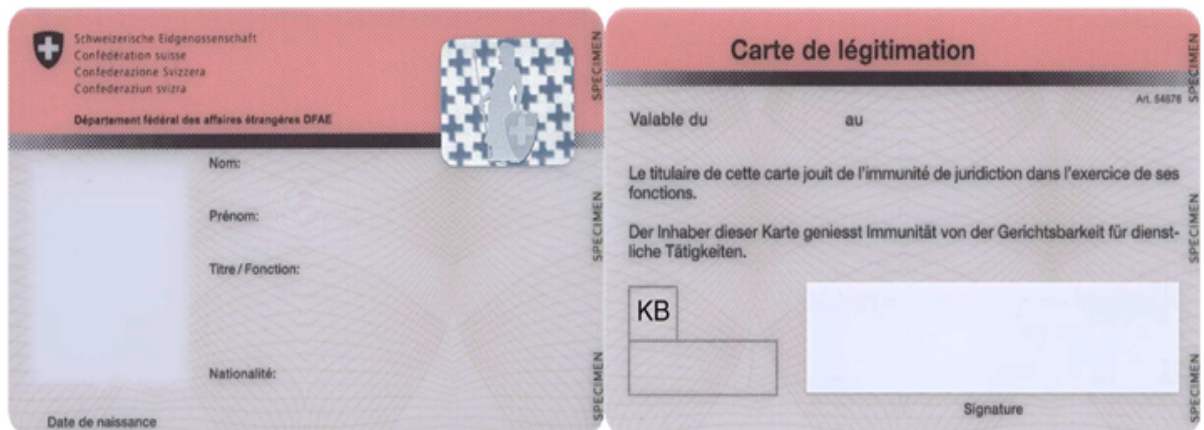 Schweizerische Eidgenossenschaft
Confédération suisse
Confederazione Svizzera
Confederaziun svizra
Département fédéral des affaires étrangères DFAE
SPECIMEN
Nom:
Prénom:
SPECIMEN
Titre / Fonction:
Nationalité:
SPECIMEN
Date de naissance
Carte de légitimation
SPECIMEN
Art. 54676
Valable du au
Le titulaire de cette carte jouit de l'immunité de juridiction dans l'exercice de ses
fonctions.
SPECIMEN
Der Inhaber dieser Karte geniesst Immunität von der Gerichtsbarkeit für dienst-
liche Tätigkeiten.
KB
SPECIMEN
Signature